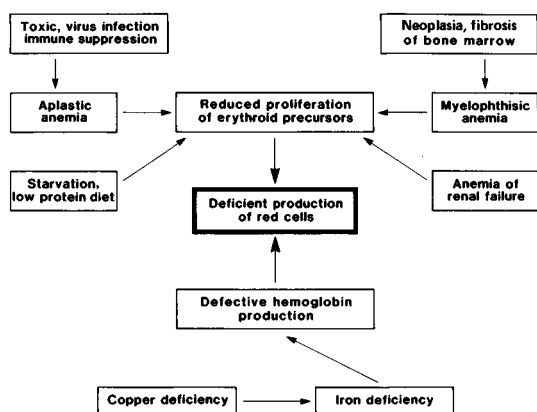 Toxic, virus infection
immune suppression
Neoplasia, fibrosis
of bone marrow
Aplastic
anemia
Reduced proliferation
of erythroid precursors
Myelophthisic
anemia
Starvation,
low protein diet
Deficient production
of red cells
Anemia of
renal failure
Defective hemoglobin
production
Copper deficiency
Iron deficiency